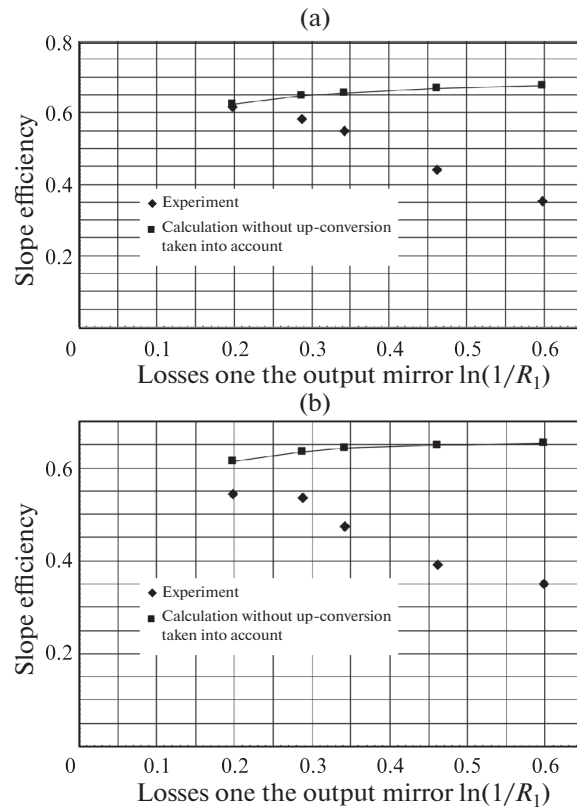 (a)
0.8
0.6
0.4
0.2
Slope efficiency
Experiment
Calculation without up-conversion
taken into account
0 0.1 0.2 0.3 0.4 0.5 0.6
Losses one the output mirror ln(1/R1)
(b)
0.6
0.4
0.2
Slope efficiency
Experiment
Calculation without up-conversion
taken into account
0 0.1 0.2 0.3 0.4 0.5 0.6
Losses one the output mirror ln(1/R1)